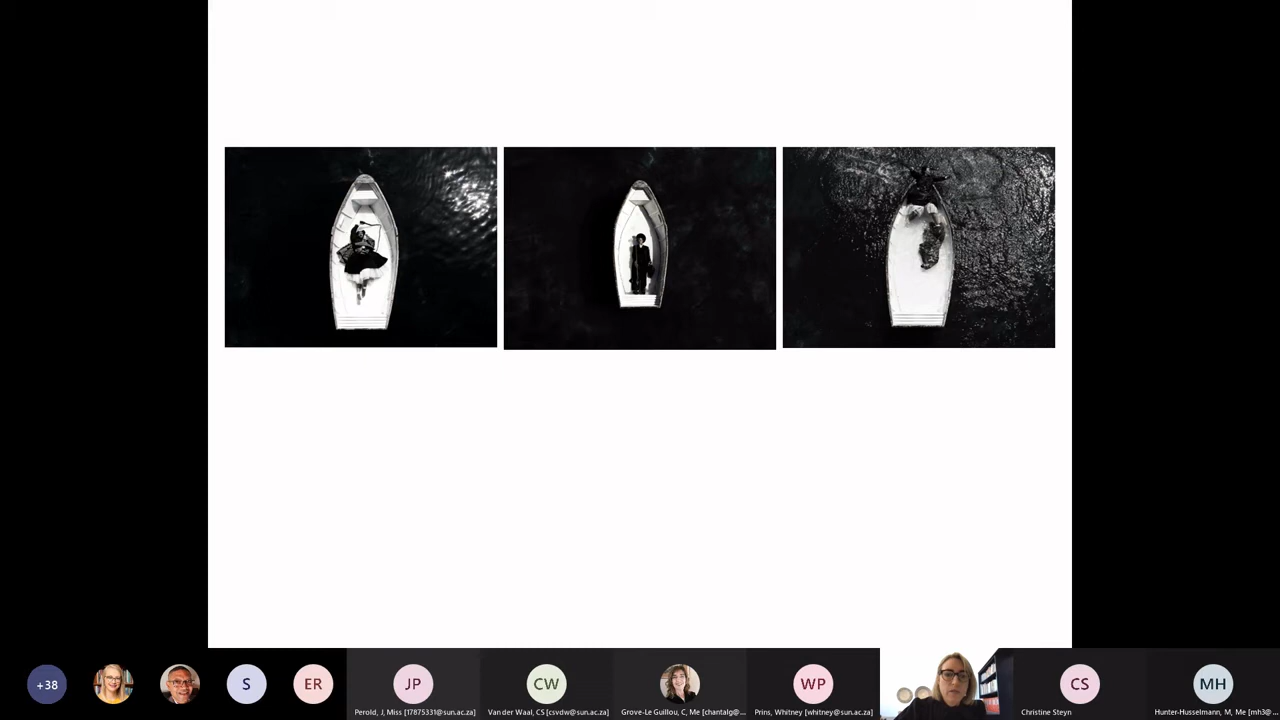 +38
S
ER
JP
CW
WP
CS
MH
Perold, J, Miss [17875331@sun.ac.za]
Van der Waal, CS [csvdw@sun.ac.za]
Grove-Le Guillou, C, Me [chantalg@...
Prins, Whitney [whitney@sun.ac.za]
Christine Steyn
Hunter-Husselmann, M, Me [mh3@...